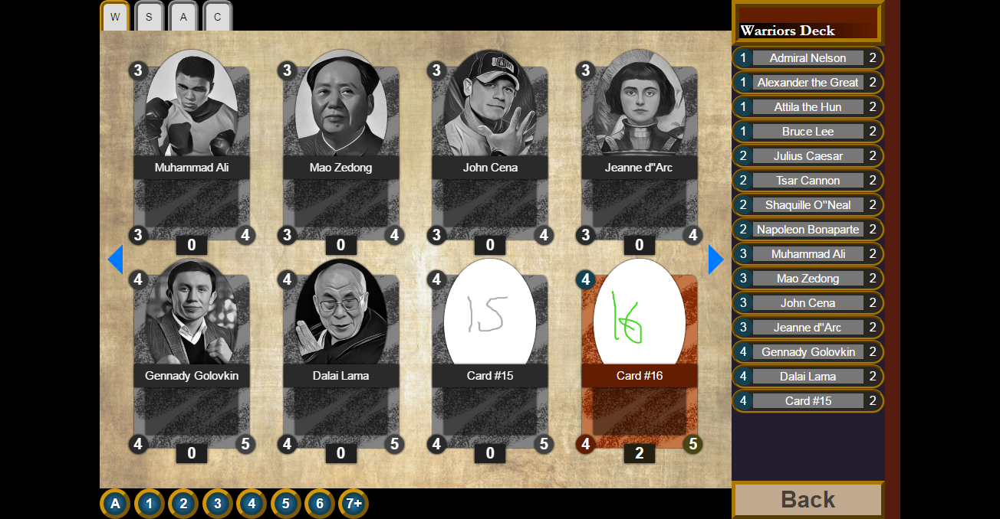 W S A C
Warriors Deck
3 3 3 3
Muhammad Ali Mao Zedong John Cena Jeanne d"Arc
3 4 3 4 3 4 3 4
0 0 0 0
4 4 4 4
15 16
Gennady Golovkin Dalai Lama Card #15 Card #16
4 5 4 5 4 5 4 5
0 0 0 2
A 1 2 3 4 5 6 7+
1 Admiral Nelson 2
1 Alexander the Great 2
1 Attila the Hun 2
1 Bruce Lee 2
2 Julius Caesar 2
2 Tsar Cannon 2
2 Shaquille O"Neal 2
2 Napoleon Bonaparte 2
3 Muhammad Ali 2
3 Mao Zedong 2
3 John Cena 2
3 Jeanne d"Arc 2
4 Gennady Golovkin 2
4 Dalai Lama 2
4 Card #15 2
Back